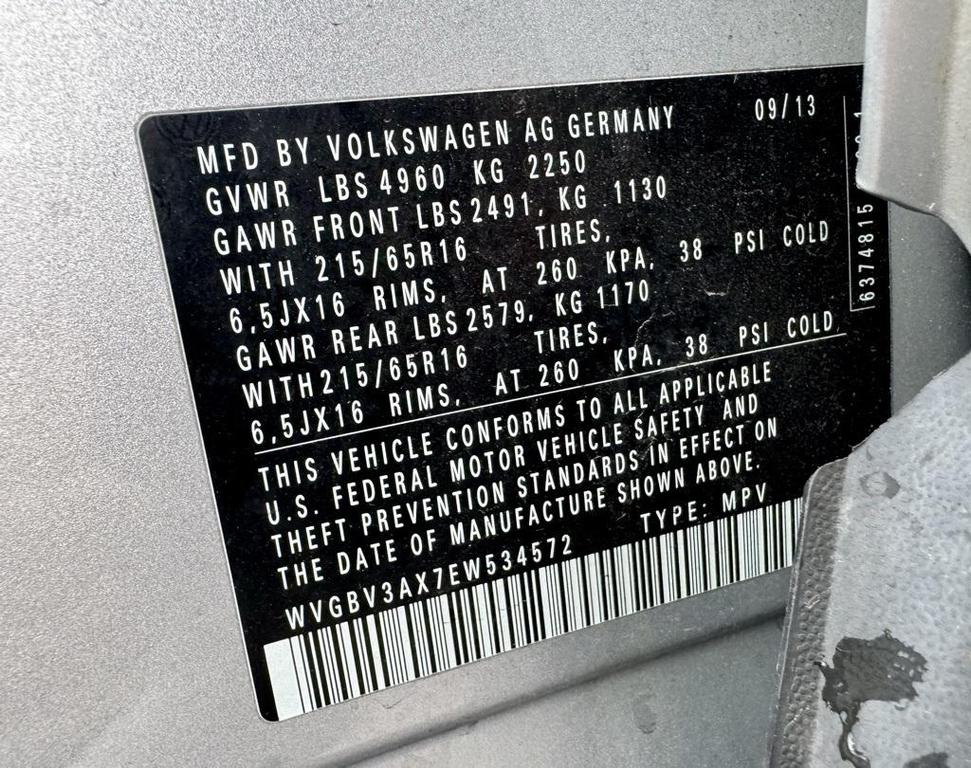 MFD BY VOLKSWAGEN AG GERMANY 09/13
GVWR LBS 4960 KG 2250
GAWR FRONT LBS 2491, KG 1130
WITH 215/65R16 TIRES,
6,5JX16 RIMS, AT 260 KPA, 38 PSI COLD
GAWR REAR LBS 2579, KG 1170
WITH 215/65R16 TIRES,
6,5JX16 RIMS, AT 260 KPA, 38 PSI COLD
THIS VEHICLE CONFORMS TO ALL APPLICABLE
U.S. FEDERAL MOTOR VEHICLE SAFETY AND
THEFT PREVENTION STANDARDS IN EFFECT ON
THE DATE OF MANUFACTURE SHOWN ABOVE.
WVGBV3AX7EW534572 TYPE: MPV
6374815